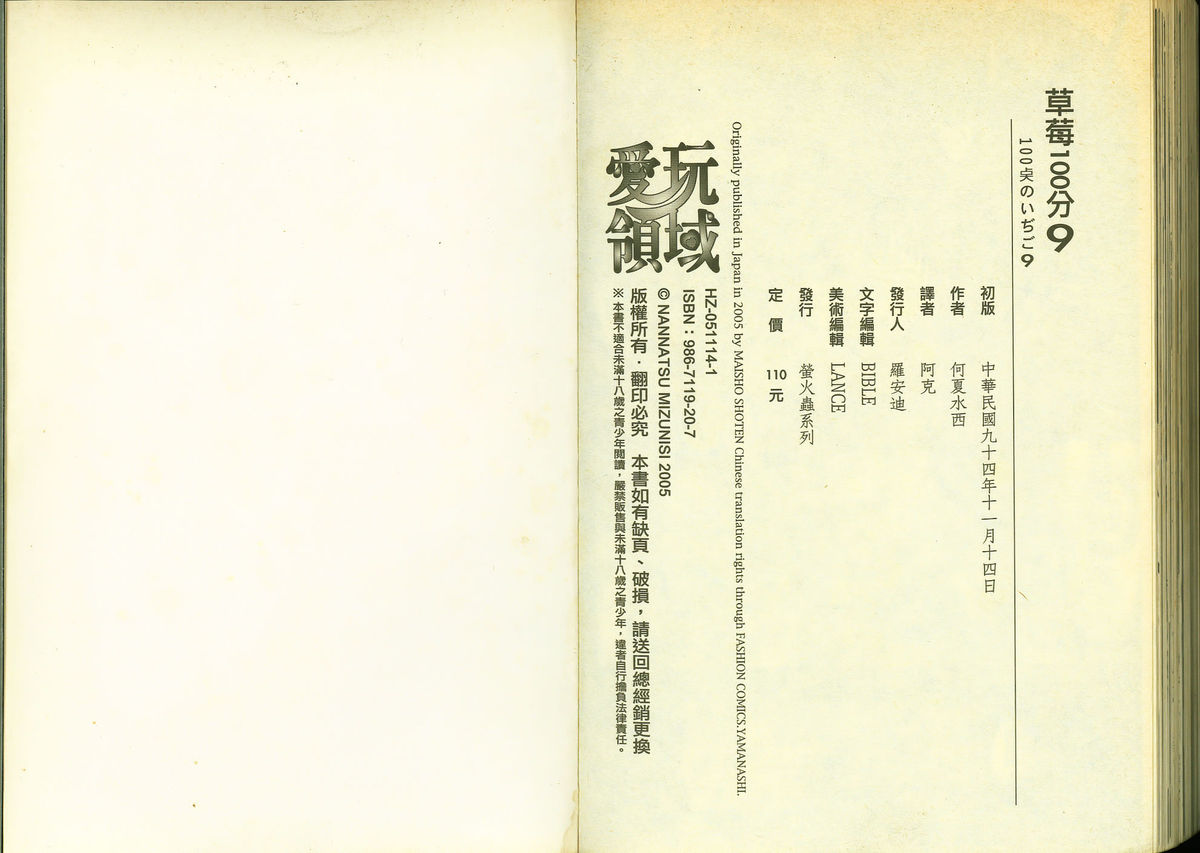 草莓100分9
100点のいぢご9
初版 中華民國九十四年十一月十四日
作者 何夏水西
譯者 阿克
發行人 羅安迪
文字編輯 BIBLE
美術編輯 LANCE
發行 螢火蟲系列
定價 110元
Originally published in Japan in 2005 by MAISHO SHOTEN Chinese translation rights through FASHION COMICS.YAMANASHI.
玩域
愛領
HZ-051114-1
ISBN：986-7119-20-7
© NANNATSU MIZUNISI 2005
版權所有．翻印必究 本書如有缺頁、破損，請送回總經銷更換
※本書不適合未滿十八歲之青少年閱讀，嚴禁販售與未滿十八歲之青少年，違者自行擔負法律責任。